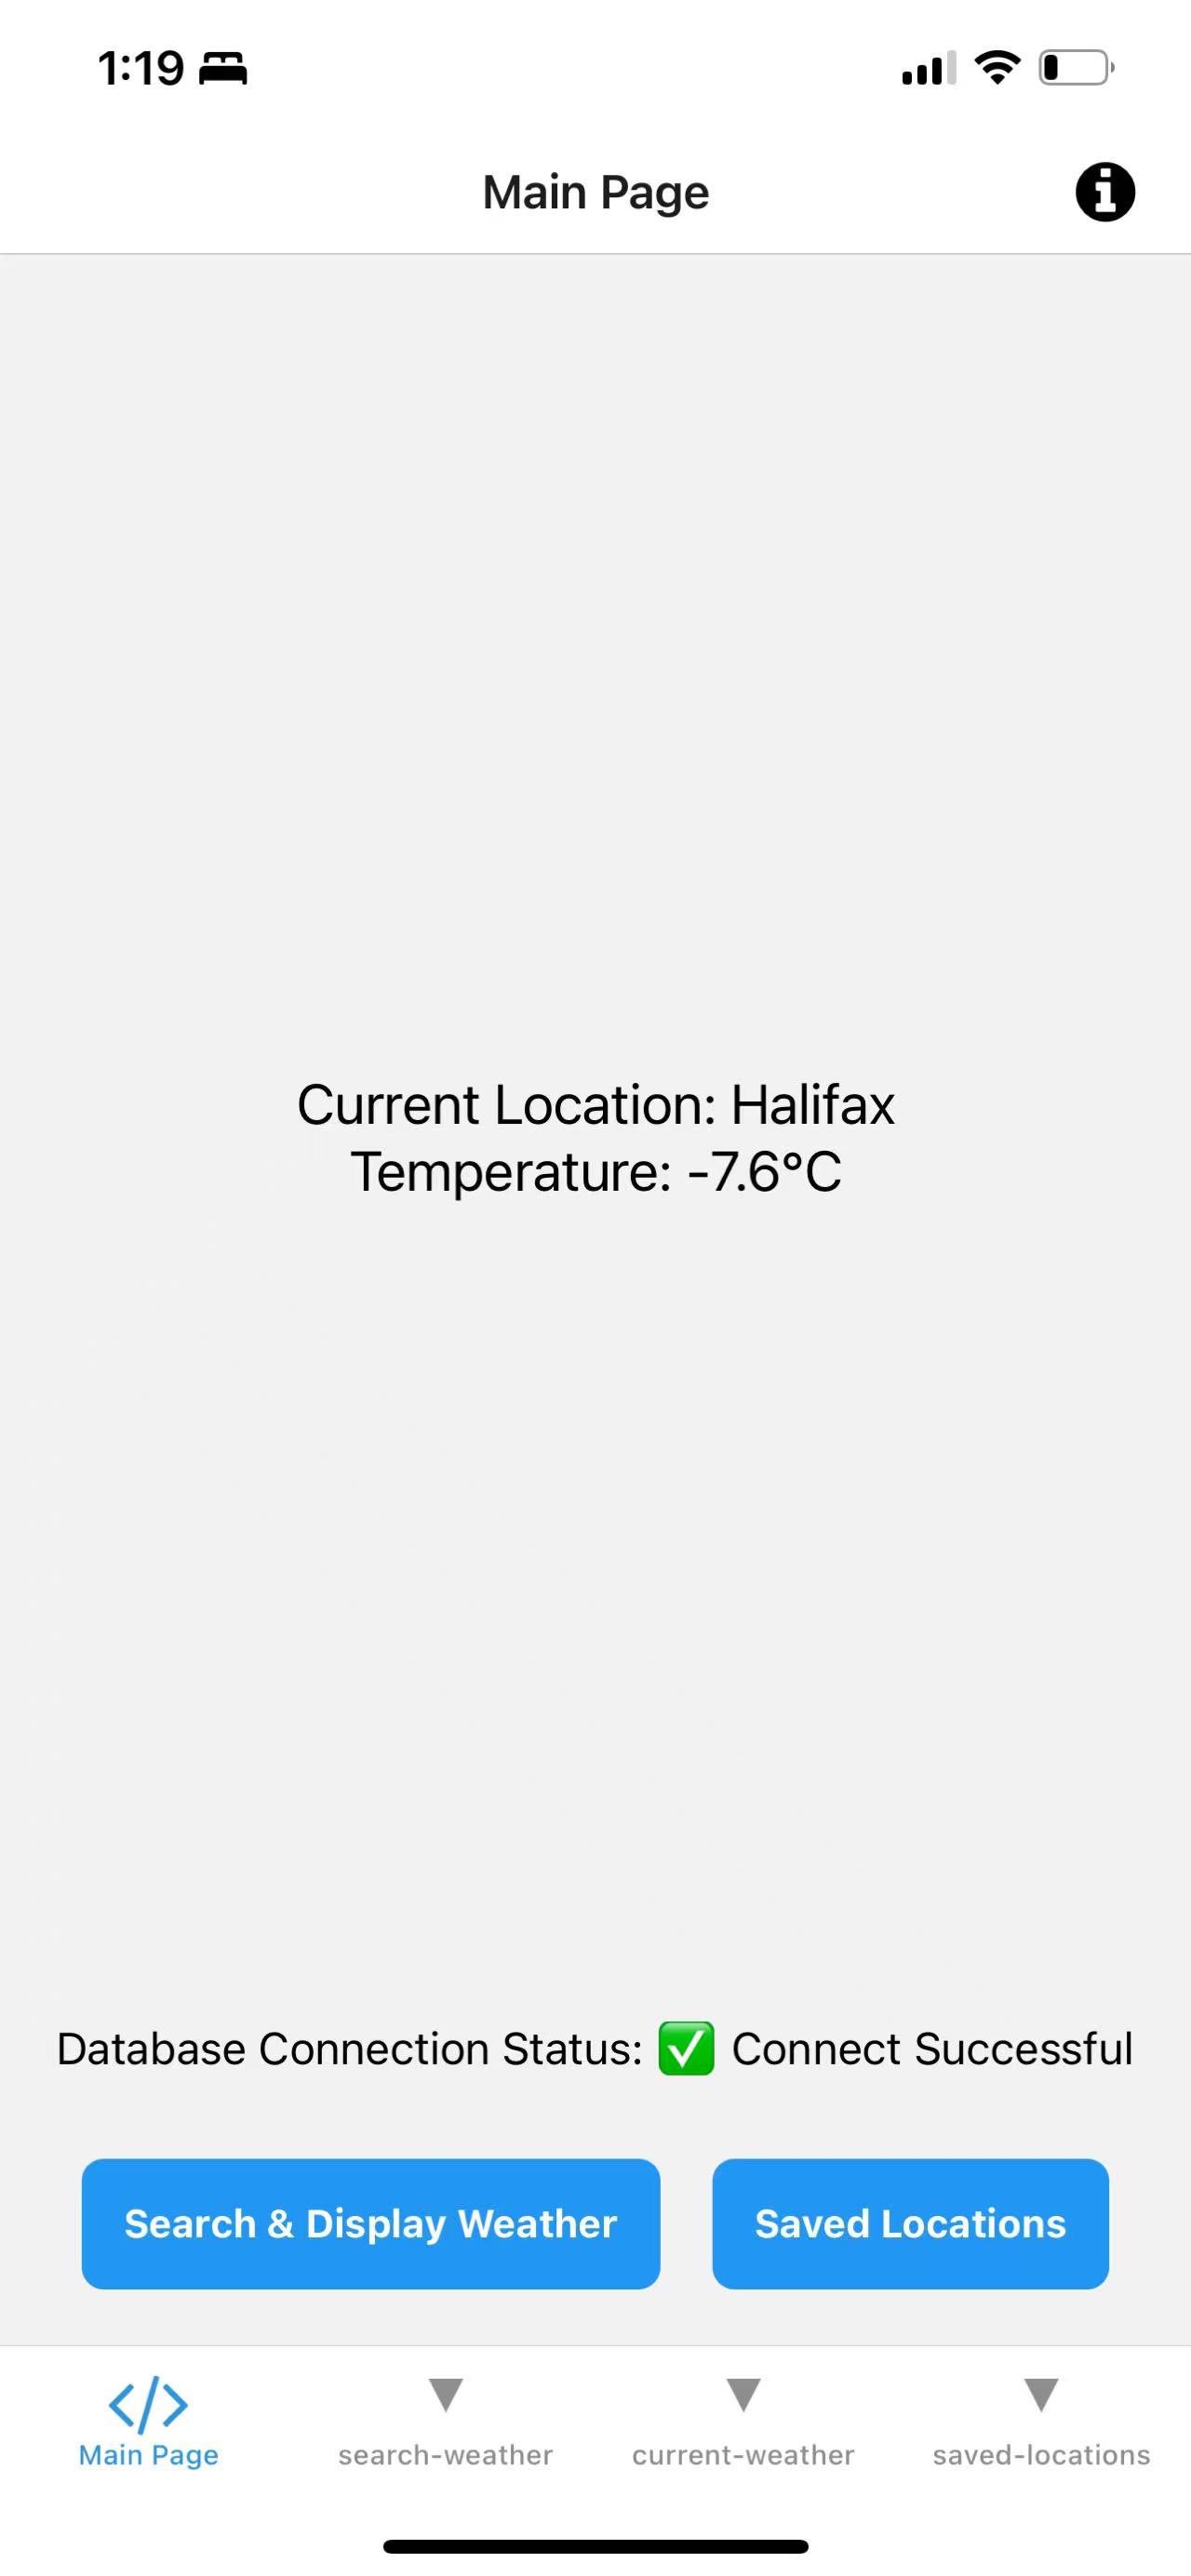 1:19
Main Page
Current Location: Halifax
Temperature: -7.6°C
Database Connection Status: ✅ Connect Successful
Search & Display Weather
Saved Locations
Main Page
search-weather
current-weather
saved-locations